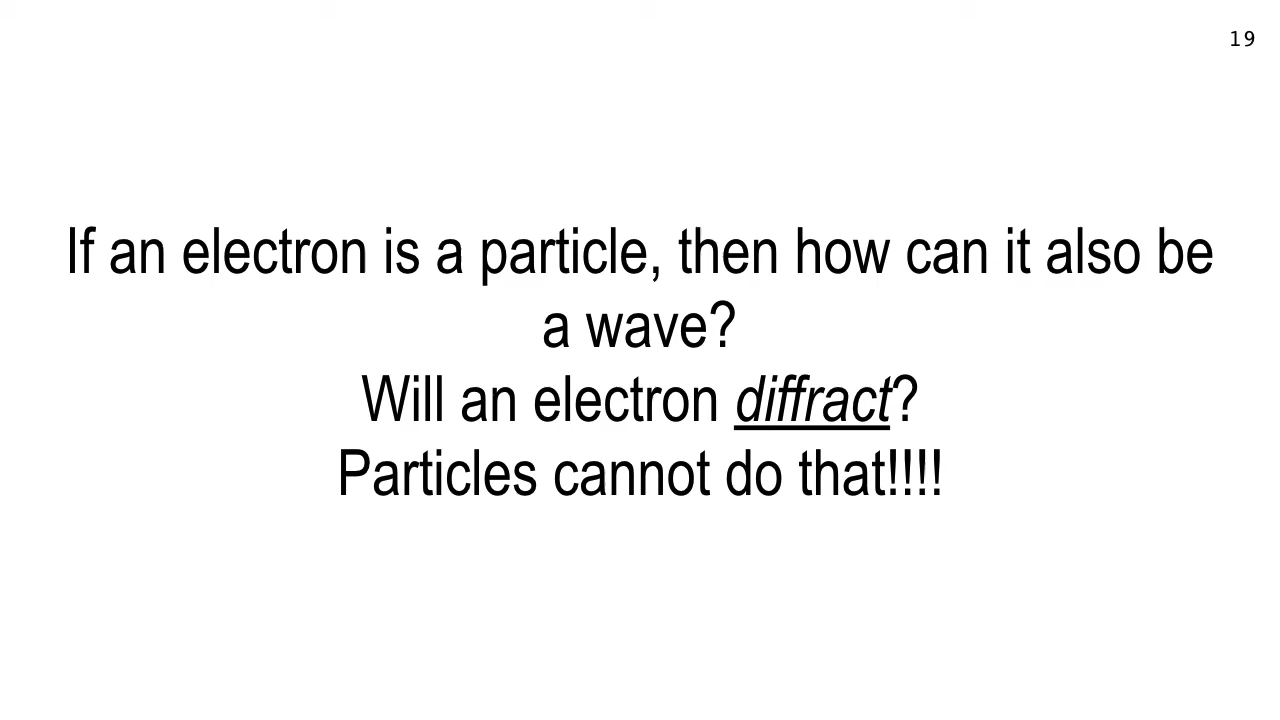 19
If an electron is a particle, then how can it also be
a wave?
Will an electron diffract?
Particles cannot do that!!!!